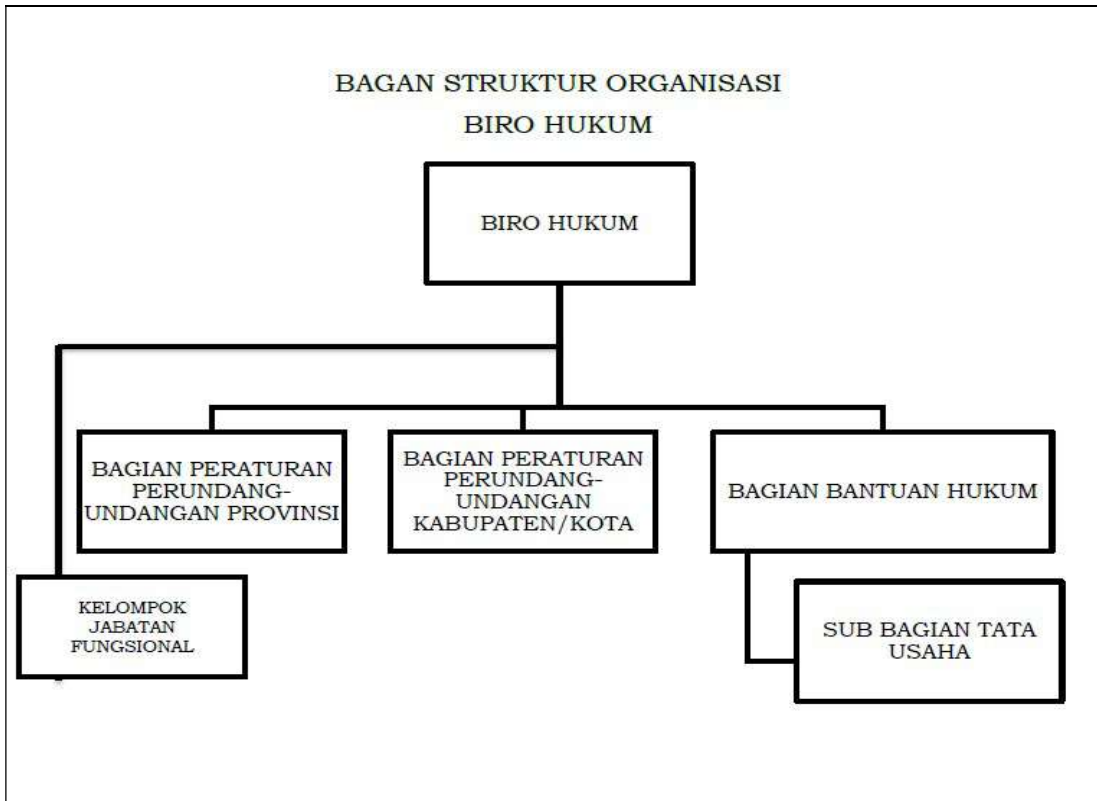 BAGAN STRUKTUR ORGANISASI
BIRO HUKUM
BIRO HUKUM
BAGIAN PERATURAN
PERUNDANG-
UNDANGAN PROVINSI
BAGIAN PERATURAN
PERUNDANG-
UNDANGAN
KABUPATEN/KOTA
BAGIAN BANTUAN HUKUM
KELOMPOK
JABATAN
FUNGSIONAL
SUB BAGIAN TATA
USAHA